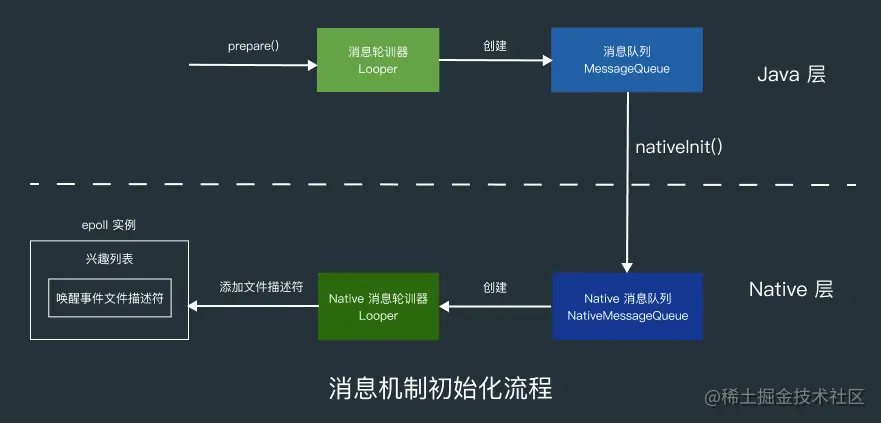 prepare()
消息轮训器
Looper
创建
消息队列
MessageQueue
Java 层
nativeInit()
epoll 实例
兴趣列表
唤醒事件文件描述符
添加文件描述符
Native 消息轮训器
Looper
创建
Native 消息队列
NativeMessageQueue
Native 层
消息机制初始化流程
@稀土掘金技术社区